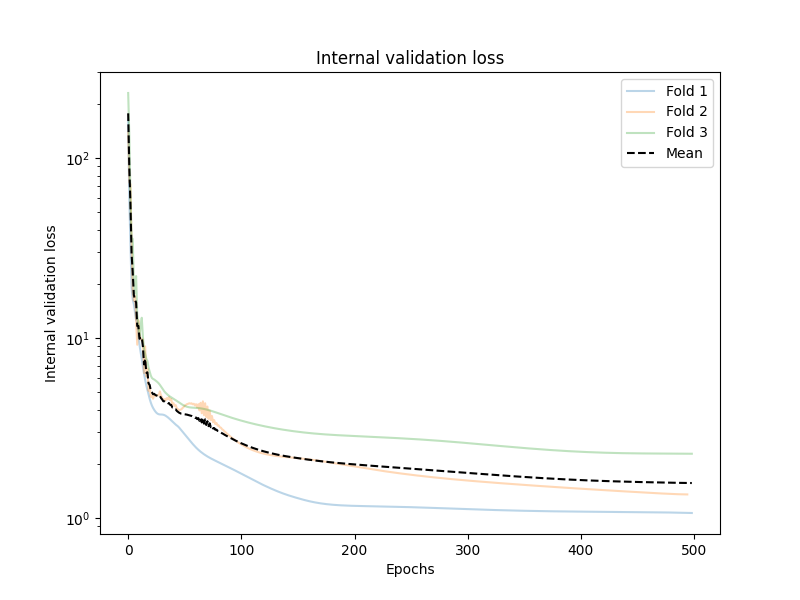 Internal validation loss
Fold 1
Fold 2
Fold 3
Mean
Internal validation loss
10²
10¹
10⁰
0 100 200 300 400 500
Epochs